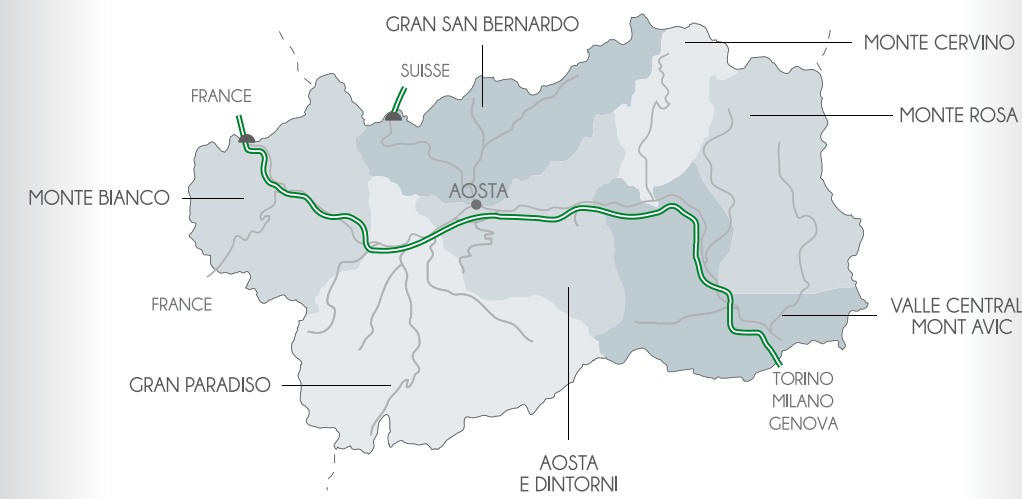 GRAN SAN BERNARDO
MONTE CERVINO
SUISSE
FRANCE
MONTE ROSA
MONTE BIANCO
AOSTA
FRANCE
VALLE CENTRAL
MONT AVIC
GRAN PARADISO
TORINO
MILANO
GENOVA
AOSTA
E DINTORNI